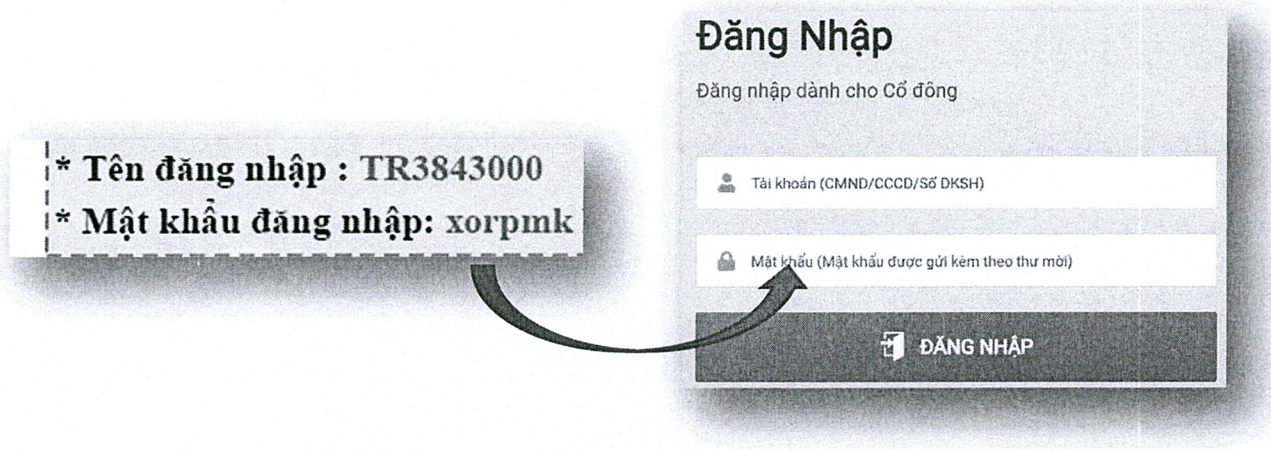 * Tên đăng nhập : TR3843000
* Mật khẩu đăng nhập: xorpmk
Đăng Nhập
Đăng nhập dành cho Cổ đông
Tài khoản (CMND/CCCD/Số DKSH)
Mật khẩu (Mật khẩu được gửi kèm theo thư mời)
ĐĂNG NHẬP